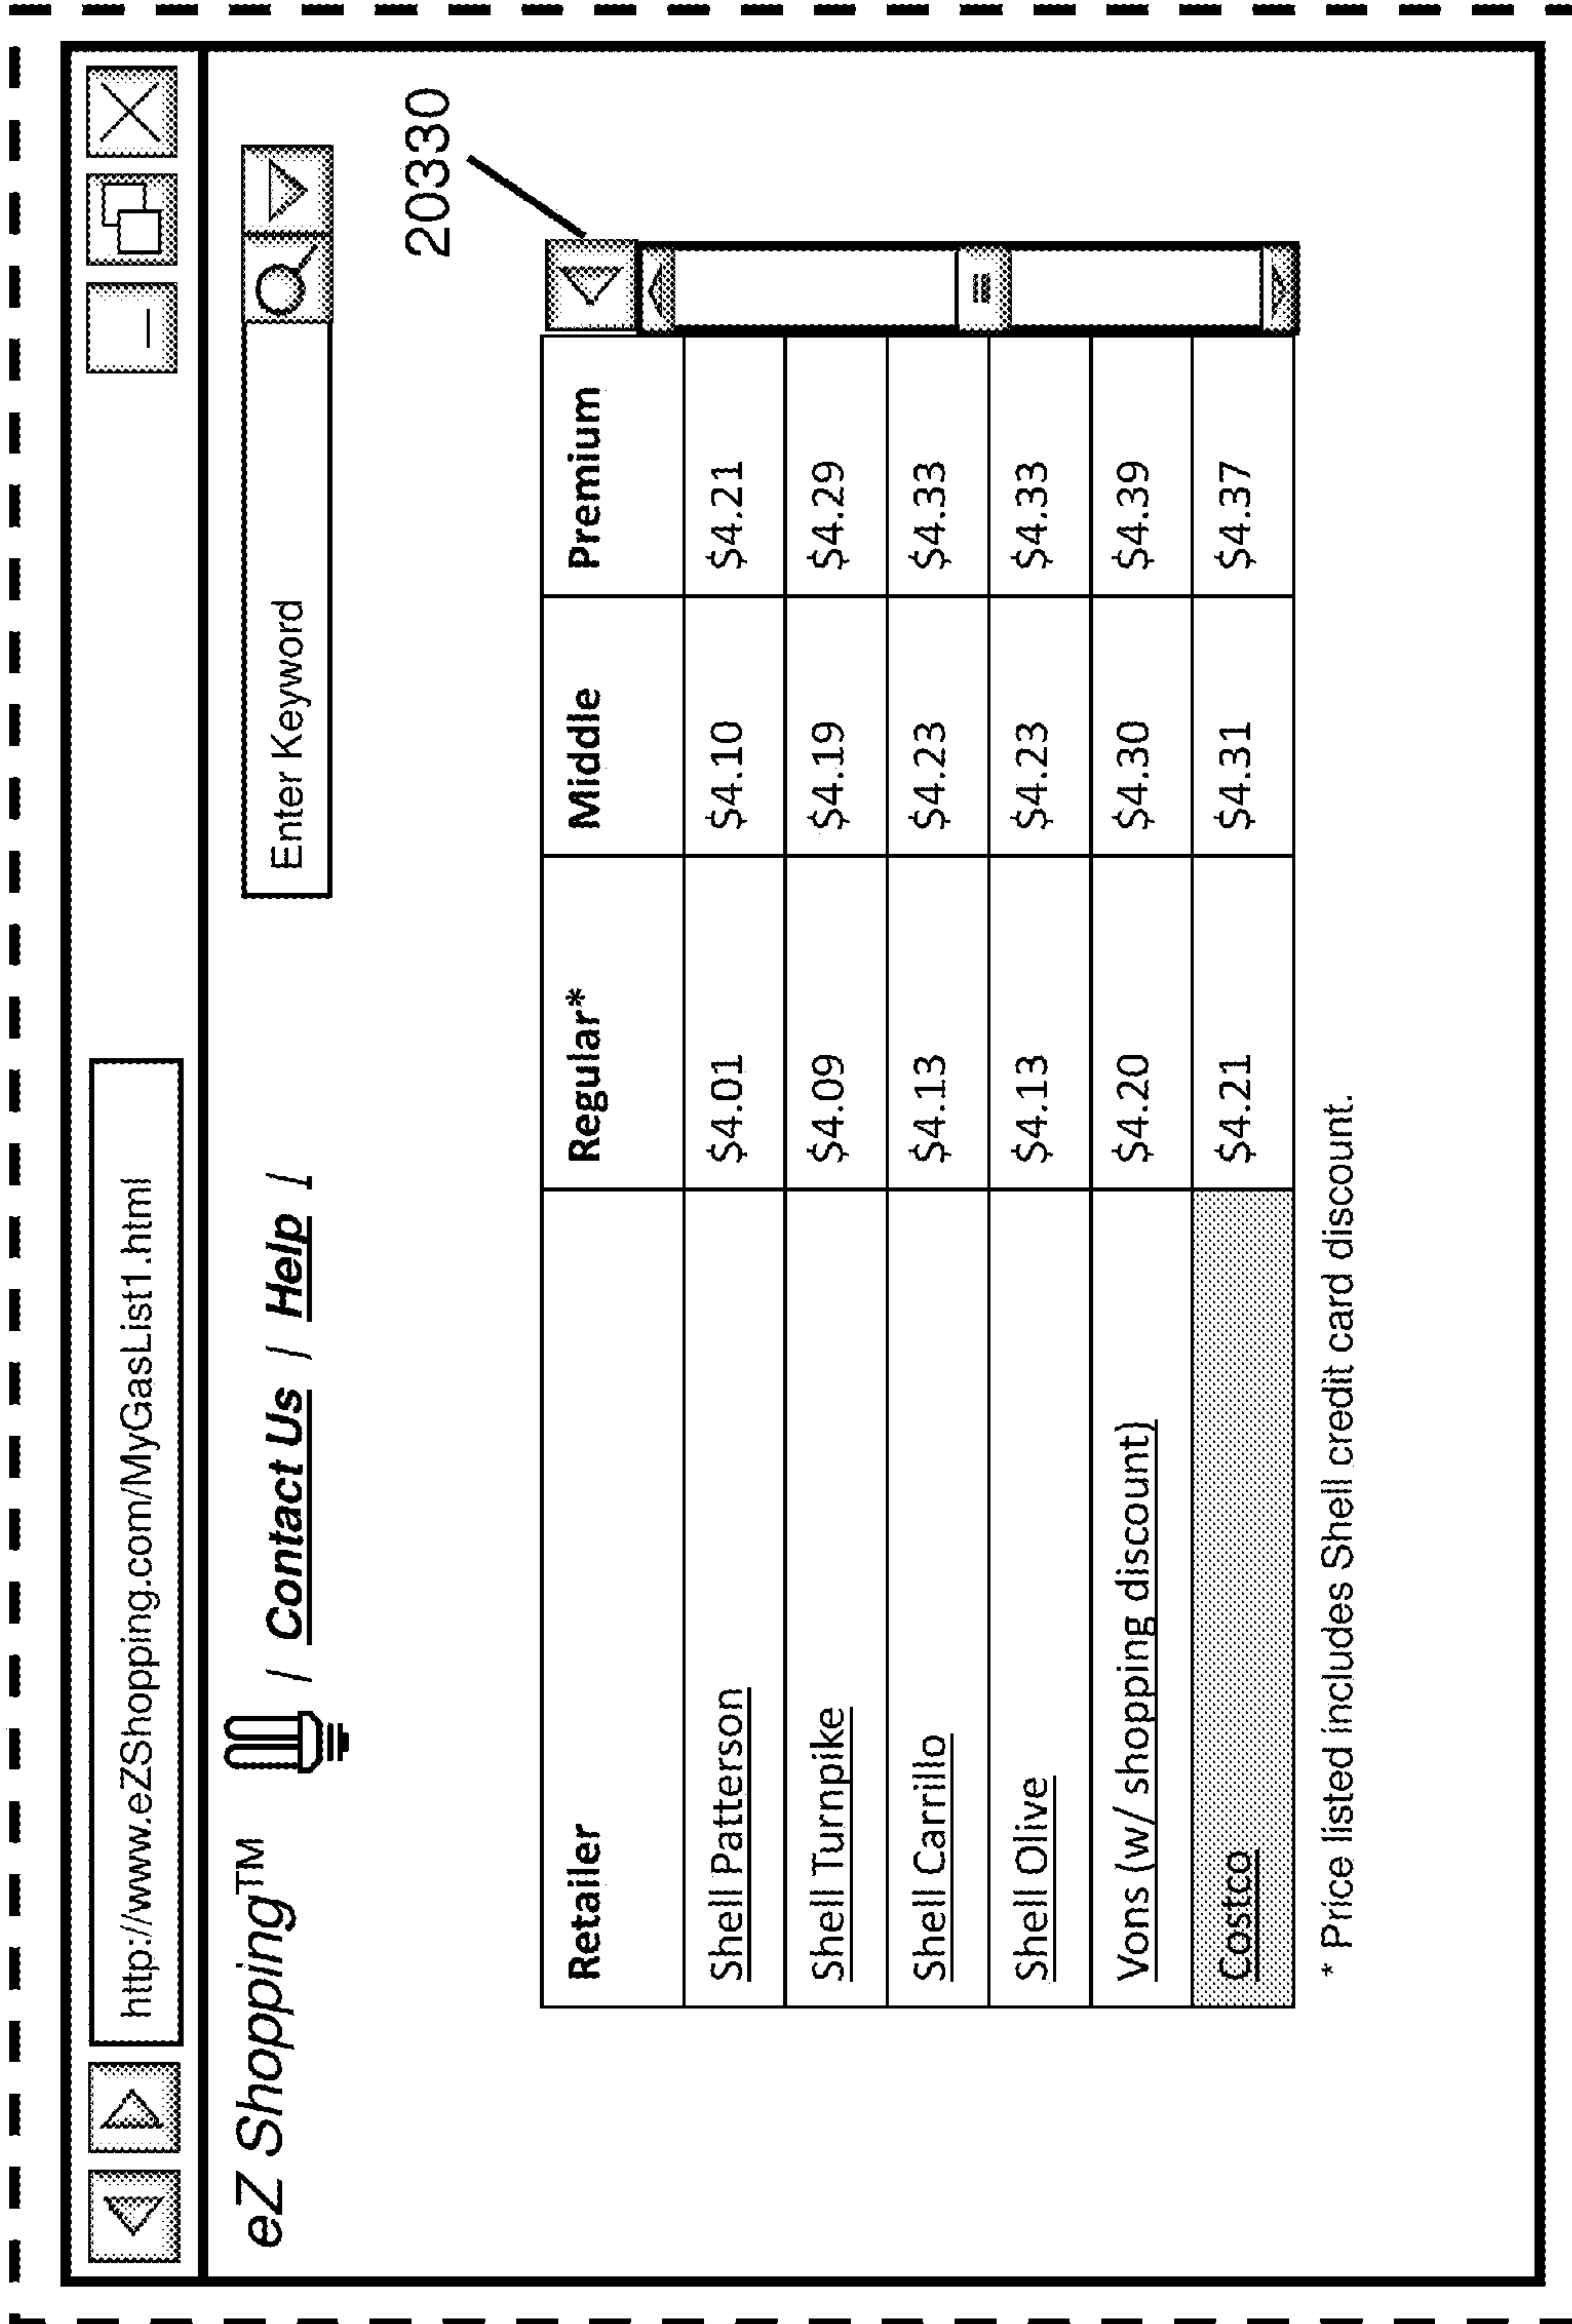 http://www.eZShopping.com/MyGasList1.html
eZ Shopping™ / Contact Us / Help / Enter Keyword
20330
Retailer Regular* Middle Premium
Shell Patterson $4.01 $4.10 $4.21
Shell Turnpike $4.09 $4.19 $4.29
Shell Carrillo $4.13 $4.23 $4.33
Shell Olive $4.13 $4.23 $4.33
Vons (w/ shopping discount) $4.20 $4.30 $4.39
Costco $4.21 $4.31 $4.37
* Price listed includes Shell credit card discount.